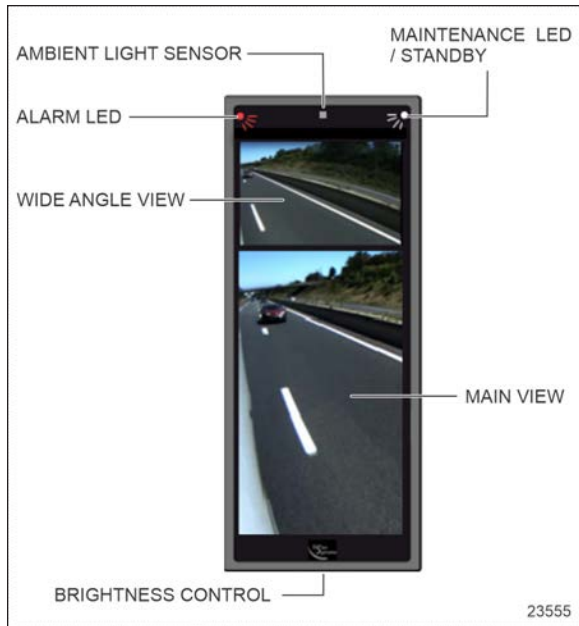 AMBIENT LIGHT SENSOR
MAINTENANCE LED
/ STANDBY
ALARM LED
WIDE ANGLE VIEW
MAIN VIEW
BRIGHTNESS CONTROL
23555